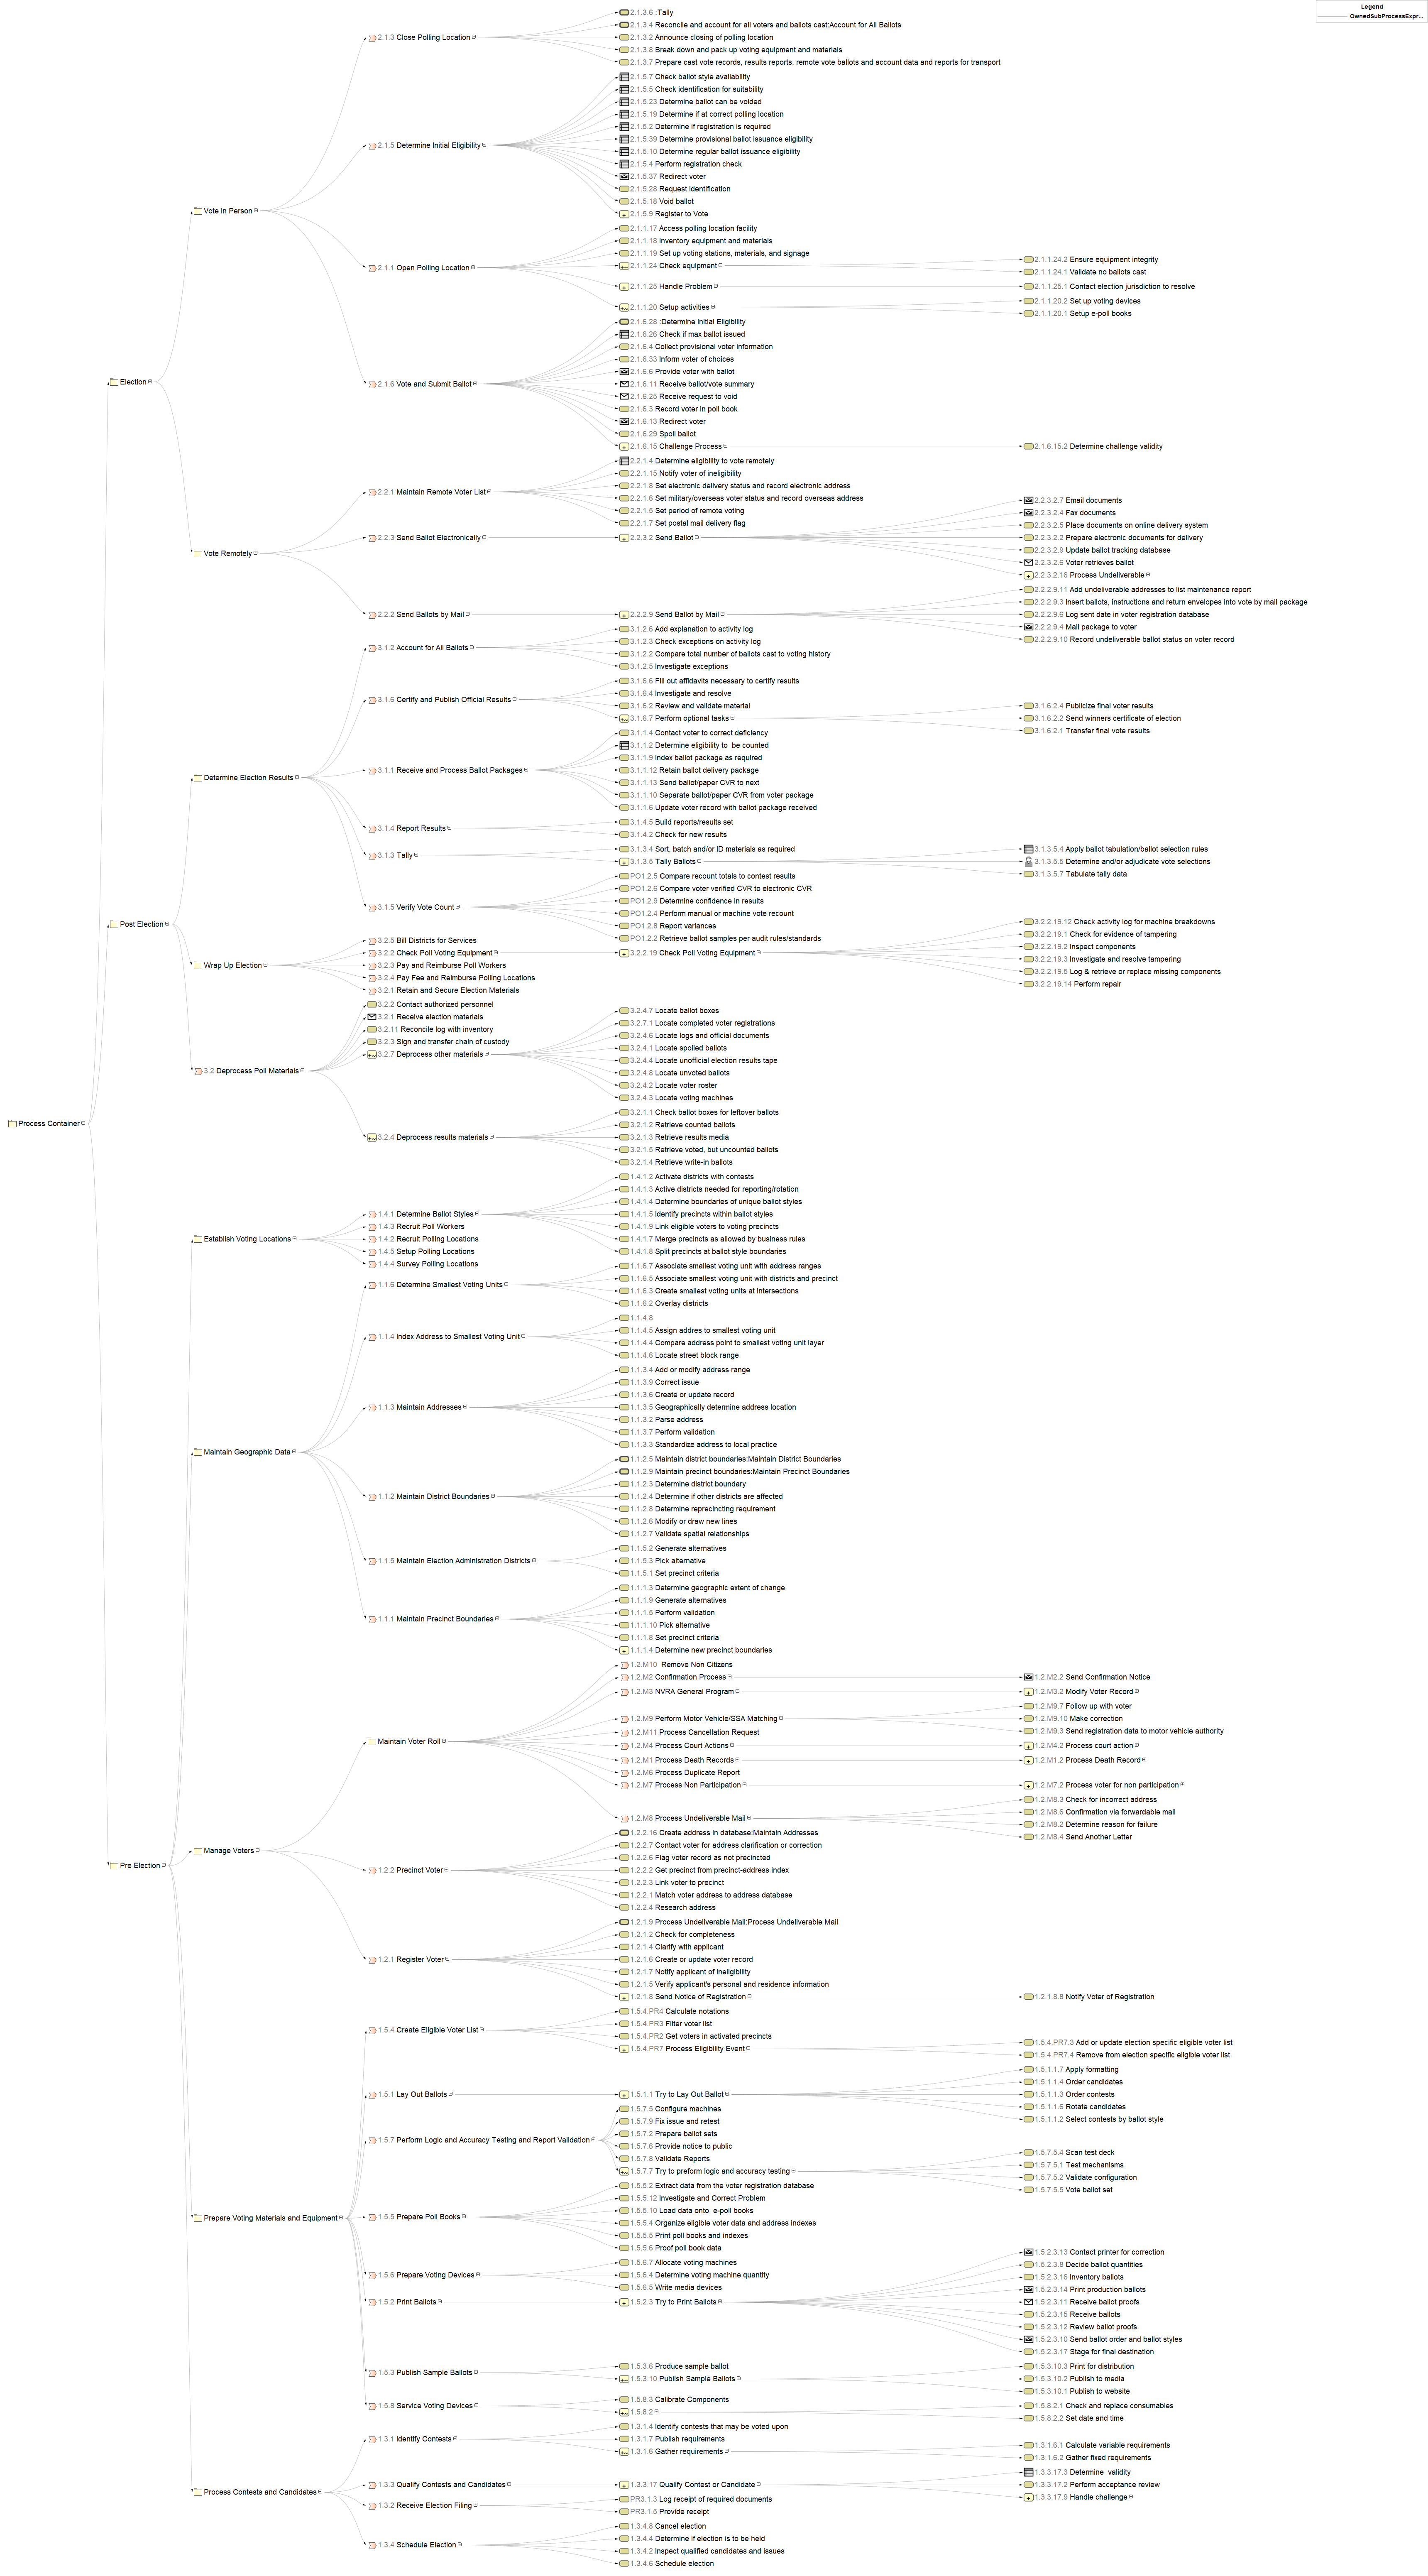 Legend
OwnedSubProcessExpr...
Process Container
Election
Vote In Person
2.1.3 Close Polling Location
2.1.3.6 :Tally
2.1.3.4 Reconcile and account for all voters and ballots cast:Account for All Ballots
2.1.3.2 Announce closing of polling location
2.1.3.8 Break down and pack up voting equipment and materials
2.1.3.7 Prepare cast vote records, results reports, remote vote ballots and account data and reports for transport
2.1.5 Determine Initial Eligibility
2.1.5.7 Check ballot style availability
2.1.5.5 Check identification for suitability
2.1.5.23 Determine ballot can be voided
2.1.5.19 Determine if at correct polling location
2.1.5.2 Determine if registration is required
2.1.5.39 Determine provisional ballot issuance eligibility
2.1.5.10 Determine regular ballot issuance eligibility
2.1.5.4 Perform registration check
2.1.5.37 Redirect voter
2.1.5.28 Request identification
2.1.5.18 Void ballot
2.1.5.9 Register to Vote
2.1.1 Open Polling Location
2.1.1.17 Access polling location facility
2.1.1.18 Inventory equipment and materials
2.1.1.19 Set up voting stations, materials, and signage
2.1.1.24 Check equipment
2.1.1.24.2 Ensure equipment integrity
2.1.1.24.1 Validate no ballots cast
2.1.1.25 Handle Problem
2.1.1.25.1 Contact election jurisdiction to resolve
2.1.1.20 Setup activities
2.1.1.20.2 Set up voting devices
2.1.1.20.1 Setup e-poll books
2.1.6 Vote and Submit Ballot
2.1.6.28 :Determine Initial Eligibility
2.1.6.26 Check if max ballot issued
2.1.6.4 Collect provisional voter information
2.1.6.33 Inform voter of choices
2.1.6.6 Provide voter with ballot
2.1.6.11 Receive ballot/vote summary
2.1.6.25 Receive request to void
2.1.6.3 Record voter in poll book
2.1.6.13 Redirect voter
2.1.6.29 Spoil ballot
2.1.6.15 Challenge Process
2.1.6.15.2 Determine challenge validity
Vote Remotely
2.2.1 Maintain Remote Voter List
2.2.1.4 Determine eligibility to vote remotely
2.2.1.15 Notify voter of ineligibility
2.2.1.8 Set electronic delivery status and record electronic address
2.2.1.6 Set military/overseas voter status and record overseas address
2.2.1.5 Set period of remote voting
2.2.1.7 Set postal mail delivery flag
2.2.3 Send Ballot Electronically
2.2.3.2 Send Ballot
2.2.3.2.7 Email documents
2.2.3.2.4 Fax documents
2.2.3.2.5 Place documents on online delivery system
2.2.3.2.2 Prepare electronic documents for delivery
2.2.3.2.9 Update ballot tracking database
2.2.3.2.6 Voter retrieves ballot
2.2.3.2.16 Process Undeliverable
2.2.2 Send Ballots by Mail
2.2.2.9 Send Ballot by Mail
2.2.2.9.11 Add undeliverable addresses to list maintenance report
2.2.2.9.3 Insert ballots, instructions and return envelopes into vote by mail package
2.2.2.9.6 Log sent date in voter registration database
2.2.2.9.4 Mail package to voter
2.2.2.9.10 Record undeliverable ballot status on voter record
Post Election
Determine Election Results
3.1.2 Account for All Ballots
3.1.2.6 Add explanation to activity log
3.1.2.3 Check exceptions on activity log
3.1.2.2 Compare total number of ballots cast to voting history
3.1.2.5 Investigate exceptions
3.1.6 Certify and Publish Official Results
3.1.6.6 Fill out affidavits necessary to certify results
3.1.6.4 Investigate and resolve
3.1.6.2 Review and validate material
3.1.6.7 Perform optional tasks
3.1.6.2.4 Publicize final voter results
3.1.6.2.2 Send winners certificate of election
3.1.6.2.1 Transfer final vote results
3.1.1 Receive and Process Ballot Packages
3.1.1.4 Contact voter to correct deficiency
3.1.1.2 Determine eligibility to  be counted
3.1.1.9 Index ballot package as required
3.1.1.12 Retain ballot delivery package
3.1.1.13 Send ballot/paper CVR to next
3.1.1.10 Separate ballot/paper CVR from voter package
3.1.1.6 Update voter record with ballot package received
3.1.4 Report Results
3.1.4.5 Build reports/results set
3.1.4.2 Check for new results
3.1.3 Tally
3.1.3.4 Sort, batch and/or ID materials as required
3.1.3.5 Tally Ballots
3.1.3.5.4 Apply ballot tabulation/ballot selection rules
3.1.3.5.5 Determine and/or adjudicate vote selections
3.1.3.5.7 Tabulate tally data
3.1.5 Verify Vote Count
PO1.2.5 Compare recount totals to contest results
PO1.2.6 Compare voter verified CVR to electronic CVR
PO1.2.9 Determine confidence in results
PO1.2.4 Perform manual or machine vote recount
PO1.2.8 Report variances
PO1.2.2 Retrieve ballot samples per audit rules/standards
Wrap Up Election
3.2.5 Bill Districts for Services
3.2.2 Check Poll Voting Equipment
3.2.2.19 Check Poll Voting Equipment
3.2.2.19.12 Check activity log for machine breakdowns
3.2.2.19.1 Check for evidence of tampering
3.2.2.19.2 Inspect components
3.2.2.19.3 Investigate and resolve tampering
3.2.2.19.5 Log & retrieve or replace missing components
3.2.2.19.14 Perform repair
3.2.3 Pay and Reimburse Poll Workers
3.2.4 Pay Fee and Reimburse Polling Locations
3.2.1 Retain and Secure Election Materials
3.2 Deprocess Poll Materials
3.2.2 Contact authorized personnel
3.2.1 Receive election materials
3.2.11 Reconcile log with inventory
3.2.3 Sign and transfer chain of custody
3.2.7 Deprocess other materials
3.2.4.7 Locate ballot boxes
3.2.7.1 Locate completed voter registrations
3.2.4.6 Locate logs and official documents
3.2.4.1 Locate spoiled ballots
3.2.4.4 Locate unofficial election results tape
3.2.4.8 Locate unvoted ballots
3.2.4.2 Locate voter roster
3.2.4.3 Locate voting machines
3.2.4 Deprocess results materials
3.2.1.1 Check ballot boxes for leftover ballots
3.2.1.2 Retrieve counted ballots
3.2.1.3 Retrieve results media
3.2.1.5 Retrieve voted, but uncounted ballots
3.2.1.4 Retrieve write-in ballots
Pre Election
Establish Voting Locations
1.4.1 Determine Ballot Styles
1.4.1.2 Activate districts with contests
1.4.1.3 Active districts needed for reporting/rotation
1.4.1.4 Determine boundaries of unique ballot styles
1.4.1.5 Identify precincts within ballot styles
1.4.1.9 Link eligible voters to voting precincts
1.4.1.7 Merge precincts as allowed by business rules
1.4.1.8 Split precincts at ballot style boundaries
1.4.3 Recruit Poll Workers
1.4.2 Recruit Polling Locations
1.4.5 Setup Polling Locations
1.4.4 Survey Polling Locations
Maintain Geographic Data
1.1.6 Determine Smallest Voting Units
1.1.6.7 Associate smallest voting unit with address ranges
1.1.6.5 Associate smallest voting unit with districts and precinct
1.1.6.3 Create smallest voting units at intersections
1.1.6.2 Overlay districts
1.1.4 Index Address to Smallest Voting Unit
1.1.4.8
1.1.4.5 Assign addres to smallest voting unit
1.1.4.4 Compare address point to smallest voting unit layer
1.1.4.6 Locate street block range
1.1.3 Maintain Addresses
1.1.3.4 Add or modify address range
1.1.3.9 Correct issue
1.1.3.6 Create or update record
1.1.3.5 Geographically determine address location
1.1.3.2 Parse address
1.1.3.7 Perform validation
1.1.3.3 Standardize address to local practice
1.1.2 Maintain District Boundaries
1.1.2.5 Maintain district boundaries:Maintain District Boundaries
1.1.2.9 Maintain precinct boundaries:Maintain Precinct Boundaries
1.1.2.3 Determine district boundary
1.1.2.4 Determine if other districts are affected
1.1.2.8 Determine reprecincting requirement
1.1.2.6 Modify or draw new lines
1.1.2.7 Validate spatial relationships
1.1.5 Maintain Election Administration Districts
1.1.5.2 Generate alternatives
1.1.5.3 Pick alternative
1.1.5.1 Set precinct criteria
1.1.1 Maintain Precinct Boundaries
1.1.1.3 Determine geographic extent of change
1.1.1.9 Generate alternatives
1.1.1.5 Perform validation
1.1.1.10 Pick alternative
1.1.1.8 Set precinct criteria
1.1.1.4 Determine new precinct boundaries
Manage Voters
Maintain Voter Roll
1.2.M10  Remove Non Citizens
1.2.M2 Confirmation Process
1.2.M2.2 Send Confirmation Notice
1.2.M3 NVRA General Program
1.2.M3.2 Modify Voter Record
1.2.M9 Perform Motor Vehicle/SSA Matching
1.2.M9.7 Follow up with voter
1.2.M9.10 Make correction
1.2.M9.3 Send registration data to motor vehicle authority
1.2.M11 Process Cancellation Request
1.2.M4 Process Court Actions
1.2.M4.2 Process court action
1.2.M1 Process Death Records
1.2.M1.2 Process Death Record
1.2.M6 Process Duplicate Report
1.2.M7 Process Non Participation
1.2.M7.2 Process voter for non participation
1.2.M8 Process Undeliverable Mail
1.2.M8.3 Check for incorrect address
1.2.M8.6 Confirmation via forwardable mail
1.2.M8.2 Determine reason for failure
1.2.M8.4 Send Another Letter
1.2.2 Precinct Voter
1.2.2.16 Create address in database:Maintain Addresses
1.2.2.7 Contact voter for address clarification or correction
1.2.2.6 Flag voter record as not precincted
1.2.2.2 Get precinct from precinct-address index
1.2.2.3 Link voter to precinct
1.2.2.1 Match voter address to address database
1.2.2.4 Research address
1.2.1 Register Voter
1.2.1.9 Process Undeliverable Mail:Process Undeliverable Mail
1.2.1.2 Check for completeness
1.2.1.4 Clarify with applicant
1.2.1.6 Create or update voter record
1.2.1.7 Notify applicant of ineligibility
1.2.1.5 Verify applicant's personal and residence information
1.2.1.8 Send Notice of Registration
1.2.1.8.8 Notify Voter of Registration
Prepare Voting Materials and Equipment
1.5.4 Create Eligible Voter List
1.5.4.PR4 Calculate notations
1.5.4.PR3 Filter voter list
1.5.4.PR2 Get voters in activated precincts
1.5.4.PR7 Process Eligibility Event
1.5.4.PR7.3 Add or update election specific eligible voter list
1.5.4.PR7.4 Remove from election specific eligible voter list
1.5.1 Lay Out Ballots
1.5.1.1 Try to Lay Out Ballot
1.5.1.1.7 Apply formatting
1.5.1.1.4 Order candidates
1.5.1.1.3 Order contests
1.5.1.1.6 Rotate candidates
1.5.1.1.2 Select contests by ballot style
1.5.7 Perform Logic and Accuracy Testing and Report Validation
1.5.7.5 Configure machines
1.5.7.9 Fix issue and retest
1.5.7.2 Prepare ballot sets
1.5.7.6 Provide notice to public
1.5.7.8 Validate Reports
1.5.7.7 Try to preform logic and accuracy testing
1.5.7.5.4 Scan test deck
1.5.7.5.1 Test mechanisms
1.5.7.5.2 Validate configuration
1.5.7.5.5 Vote ballot set
1.5.5 Prepare Poll Books
1.5.5.2 Extract data from the voter registration database
1.5.5.12 Investigate and Correct Problem
1.5.5.10 Load data onto  e-poll books
1.5.5.4 Organize eligible voter data and address indexes
1.5.5.5 Print poll books and indexes
1.5.5.6 Proof poll book data
1.5.6 Prepare Voting Devices
1.5.6.7 Allocate voting machines
1.5.6.4 Determine voting machine quantity
1.5.6.5 Write media devices
1.5.2 Print Ballots
1.5.2.3 Try to Print Ballots
1.5.2.3.13 Contact printer for correction
1.5.2.3.8 Decide ballot quantities
1.5.2.3.16 Inventory ballots
1.5.2.3.14 Print production ballots
1.5.2.3.11 Receive ballot proofs
1.5.2.3.15 Receive ballots
1.5.2.3.12 Review ballot proofs
1.5.2.3.10 Send ballot order and ballot styles
1.5.2.3.17 Stage for final destination
1.5.3 Publish Sample Ballots
1.5.3.6 Produce sample ballot
1.5.3.10 Publish Sample Ballots
1.5.3.10.3 Print for distribution
1.5.3.10.2 Publish to media
1.5.3.10.1 Publish to website
1.5.8 Service Voting Devices
1.5.8.3 Calibrate Components
1.5.8.2
1.5.8.2.1 Check and replace consumables
1.5.8.2.2 Set date and time
Process Contests and Candidates
1.3.1 Identify Contests
1.3.1.4 Identify contests that may be voted upon
1.3.1.7 Publish requirements
1.3.1.6 Gather requirements
1.3.1.6.1 Calculate variable requirements
1.3.1.6.2 Gather fixed requirements
1.3.3 Qualify Contests and Candidates
1.3.3.17 Qualify Contest or Candidate
1.3.3.17.3 Determine  validity
1.3.3.17.2 Perform acceptance review
1.3.3.17.9 Handle challenge
1.3.2 Receive Election Filing
PR3.1.3 Log receipt of required documents
PR3.1.5 Provide receipt
1.3.4 Schedule Election
1.3.4.8 Cancel election
1.3.4.4 Determine if election is to be held
1.3.4.2 Inspect qualified candidates and issues
1.3.4.6 Schedule election